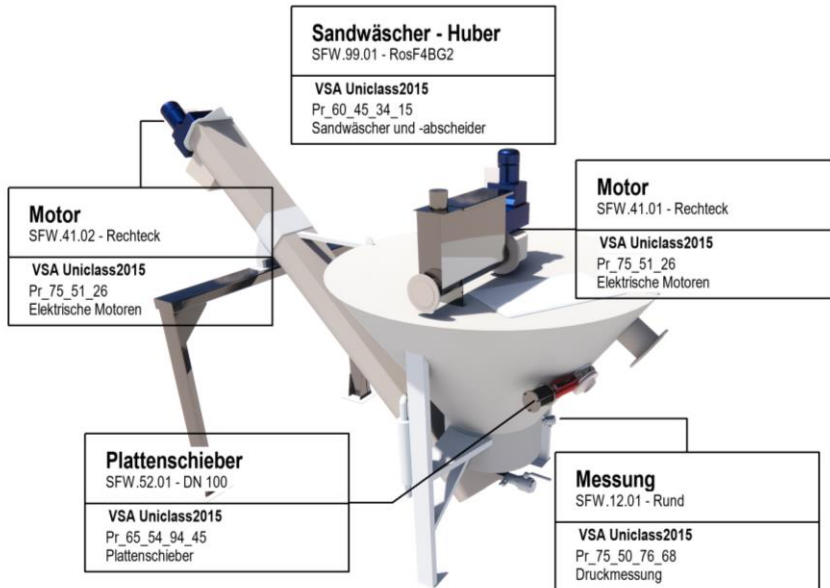 Sandwäscher - Huber
SFW.99.01 - RosF4BG2
VSA Uniclass2015
Pr_60_45_34_15
Sandwäscher und -abscheider
Motor
SFW.41.02 - Rechteck
VSA Uniclass2015
Pr_75_51_26
Elektrische Motoren
Motor
SFW.41.01 - Rechteck
VSA Uniclass2015
Pr_75_51_26
Elektrische Motoren
Plattenschieber
SFW.52.01 - DN 100
VSA Uniclass2015
Pr_65_54_94_45
Plattenschieber
Messung
SFW.12.01 - Rund
VSA Uniclass2015
Pr_75_50_76_68
Druckmessung